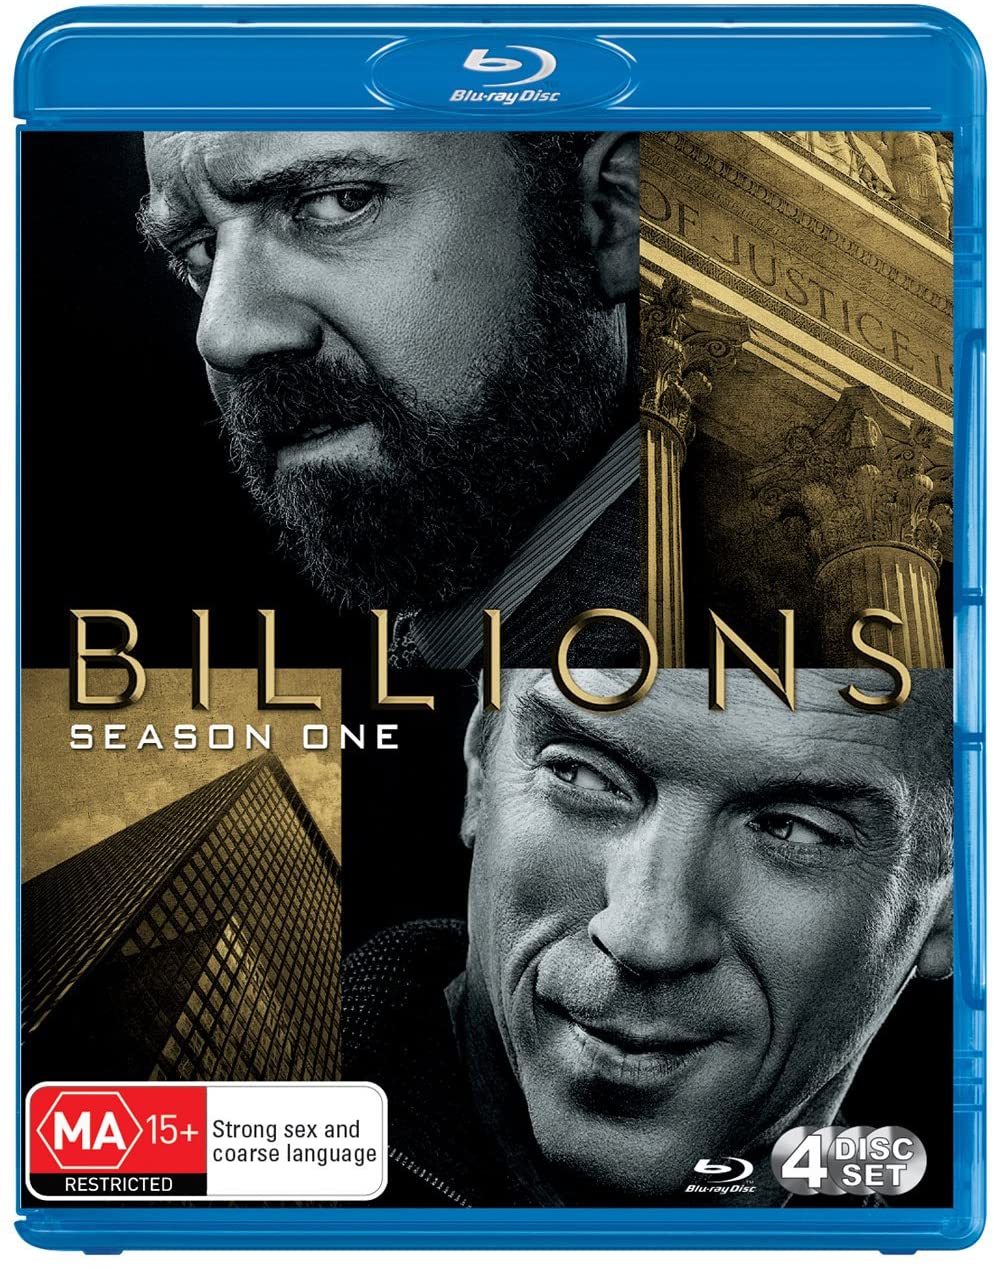 Blu-ray Disc
OF·JUSTICE·IS
BILLIONS
SEASON ONE
MA 15+
RESTRICTED
Strong sex and
coarse language
Blu-ray Disc
4 DISC
SET